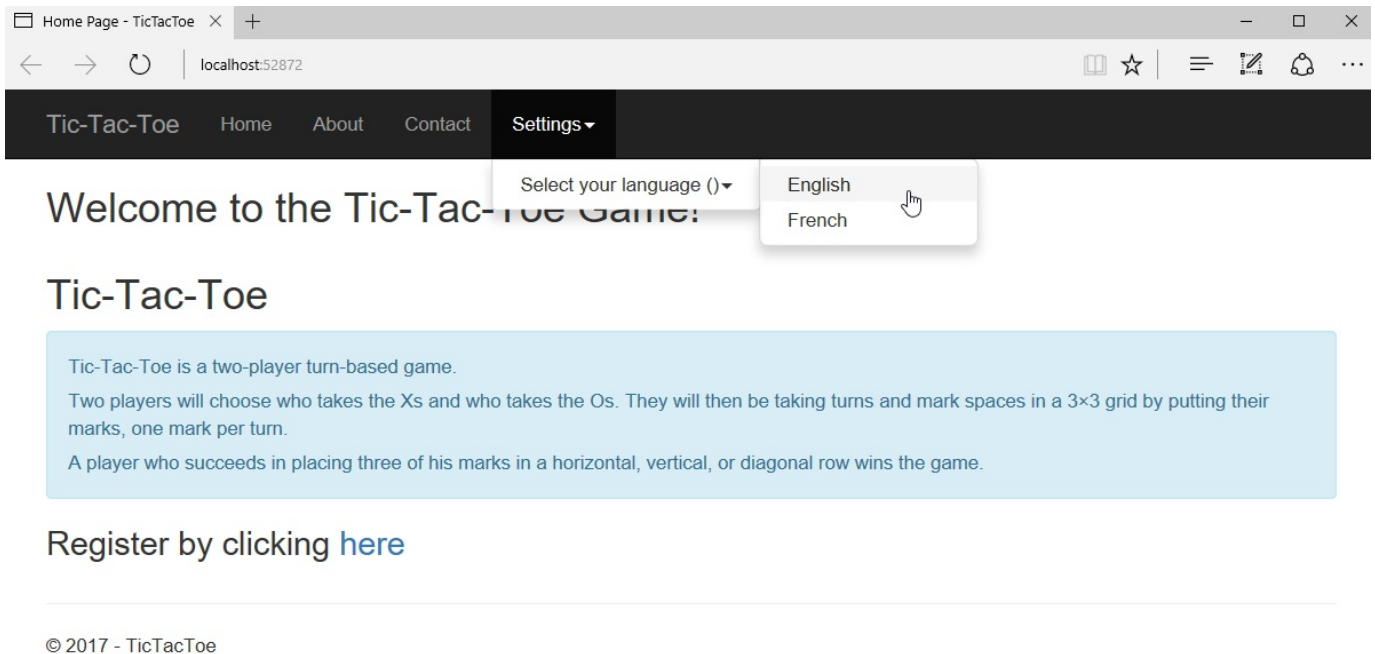 Home Page - TicTacToe
localhost:52872
Tic-Tac-Toe Home About Contact Settings
Select your language () English
French
Welcome to the Tic-Tac-Toe Game!
Tic-Tac-Toe
Tic-Tac-Toe is a two-player turn-based game.
Two players will choose who takes the Xs and who takes the Os. They will then be taking turns and mark spaces in a 3×3 grid by putting their
marks, one mark per turn.
A player who succeeds in placing three of his marks in a horizontal, vertical, or diagonal row wins the game.
Register by clicking here
© 2017 - TicTacToe